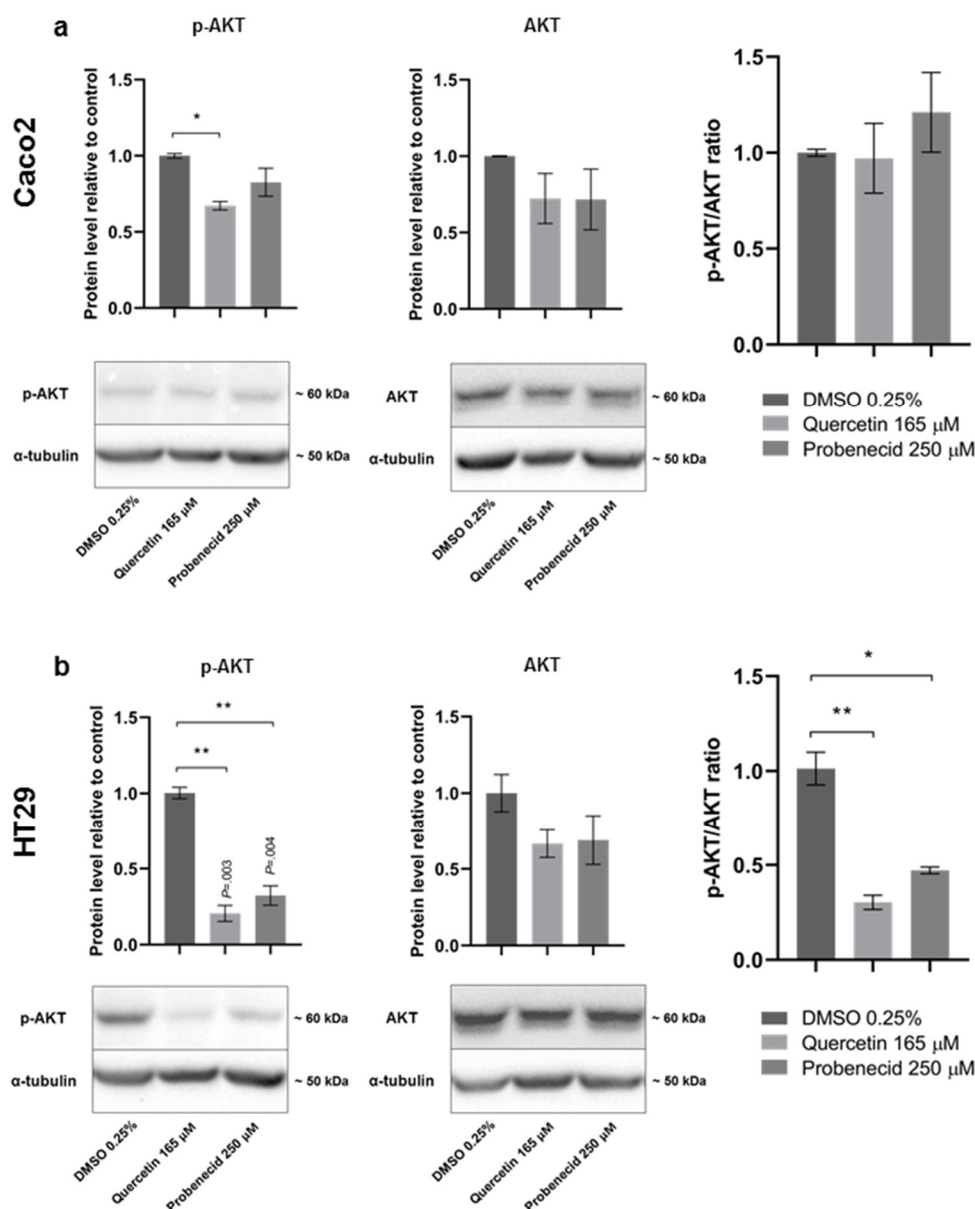 a
Caco2
p-AKT
Protein level relative to control
1.5
1.0
0.5
0.0
*
p-AKT
~ 60 kDa
α-tubulin
~ 50 kDa
DMSO 0.25%
Quercetin 165 µM
Probenecid 250 µM
AKT
Protein level relative to control
1.5
1.0
0.5
0.0
AKT
~ 60 kDa
α-tubulin
~ 50 kDa
DMSO 0.25%
Quercetin 165 µM
Probenecid 250 µM
p-AKT/AKT ratio
1.5
1.0
0.5
0.0
DMSO 0.25%
Quercetin 165 µM
Probenecid 250 µM
b
HT29
p-AKT
Protein level relative to control
1.5
1.0
0.5
0.0
**
**
P=.003
P=.004
p-AKT
~ 60 kDa
α-tubulin
~ 50 kDa
DMSO 0.25%
Quercetin 165 µM
Probenecid 250 µM
AKT
Protein level relative to control
1.5
1.0
0.5
0.0
AKT
~ 60 kDa
α-tubulin
~ 50 kDa
DMSO 0.25%
Quercetin 165 µM
Probenecid 250 µM
p-AKT/AKT ratio
1.5
1.0
0.5
0.0
*
**
DMSO 0.25%
Quercetin 165 µM
Probenecid 250 µM